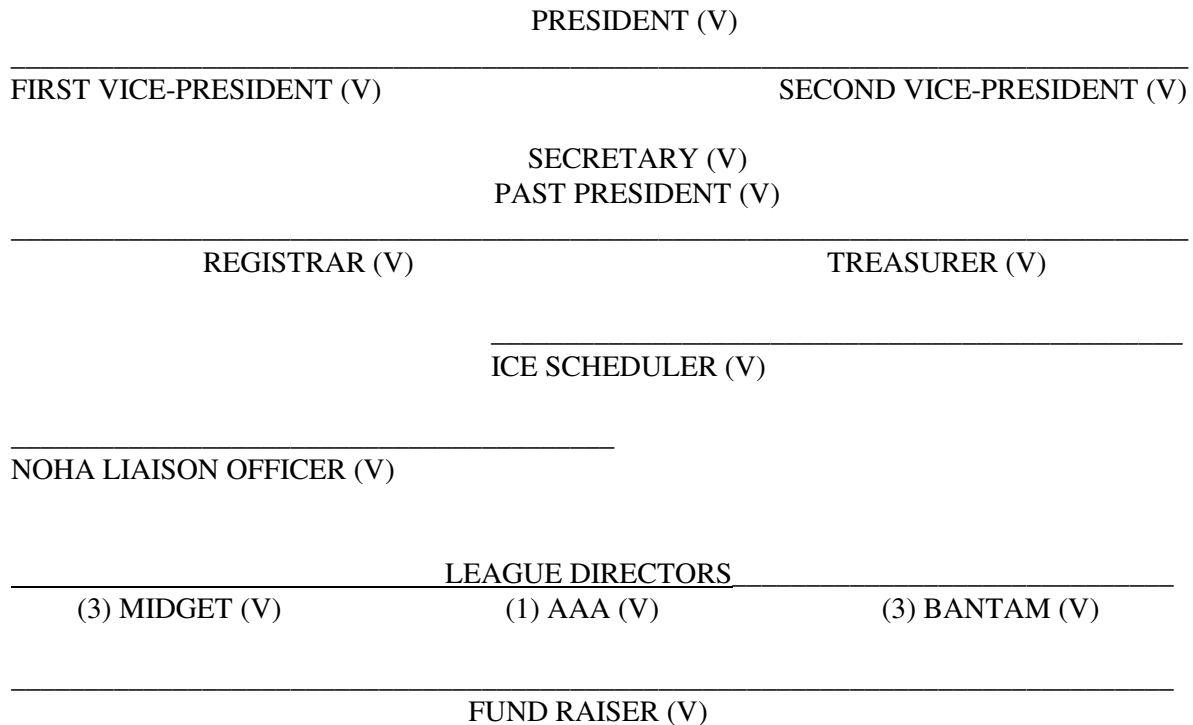 PRESIDENT (V)
FIRST VICE-PRESIDENT (V) SECOND VICE-PRESIDENT (V)
SECRETARY (V)
PAST PRESIDENT (V)
REGISTRAR (V) TREASURER (V)
ICE SCHEDULER (V)
NOHA LIAISON OFFICER (V)
LEAGUE DIRECTORS
(3) MIDGET (V) (1) AAA (V) (3) BANTAM (V)
FUND RAISER (V)